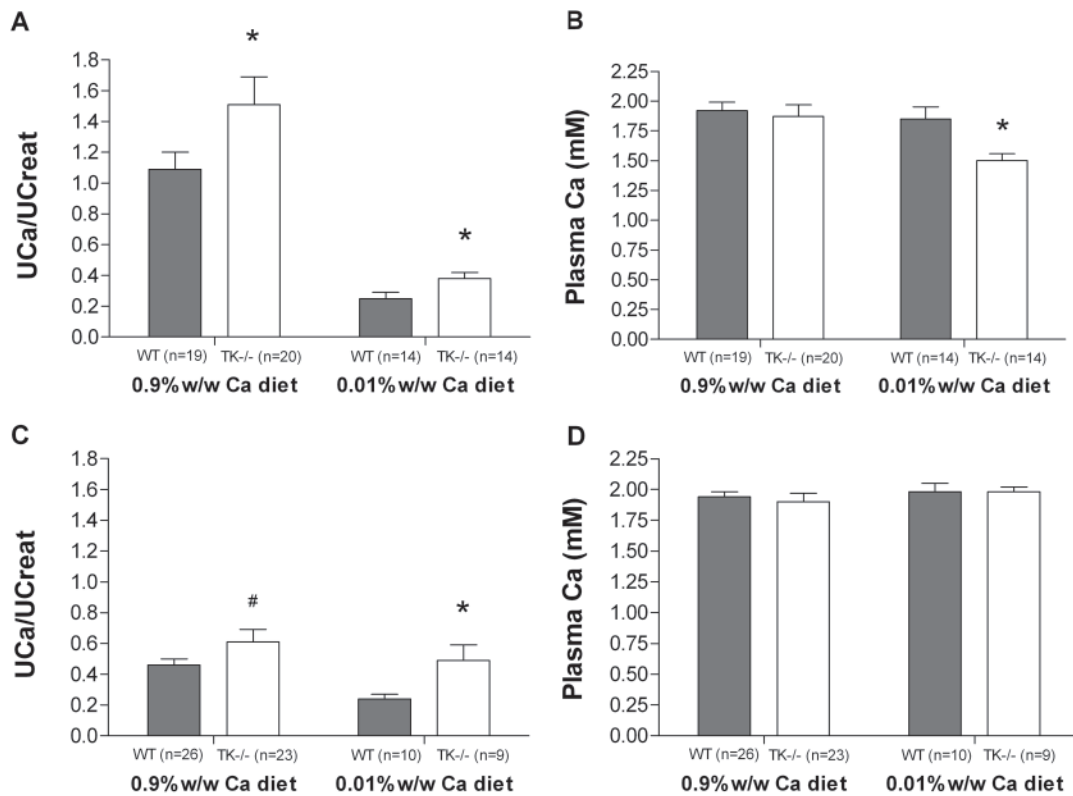 A
UCa/UCreat
1.8
1.6
1.4
1.2
1.0
0.8
0.6
0.4
0.2
0.0
*
*
WT (n=19) TK-/- (n=20) WT (n=14) TK-/- (n=14)
0.9% w/w Ca diet 0.01% w/w Ca diet
B
Plasma Ca (mM)
2.25
2.00
1.75
1.50
1.25
1.00
0.75
0.50
0.25
0.00
*
WT (n=19) TK-/- (n=20) WT (n=14) TK-/- (n=14)
0.9% w/w Ca diet 0.01% w/w Ca diet
C
UCa/UCreat
1.8
1.6
1.4
1.2
1.0
0.8
0.6
0.4
0.2
0.0
#
*
WT (n=26) TK-/- (n=23) WT (n=10) TK-/- (n=9)
0.9% w/w Ca diet 0.01% w/w Ca diet
D
Plasma Ca (mM)
2.25
2.00
1.75
1.50
1.25
1.00
0.75
0.50
0.25
0.00
WT (n=26) TK-/- (n=23) WT (n=10) TK-/- (n=9)
0.9% w/w Ca diet 0.01% w/w Ca diet